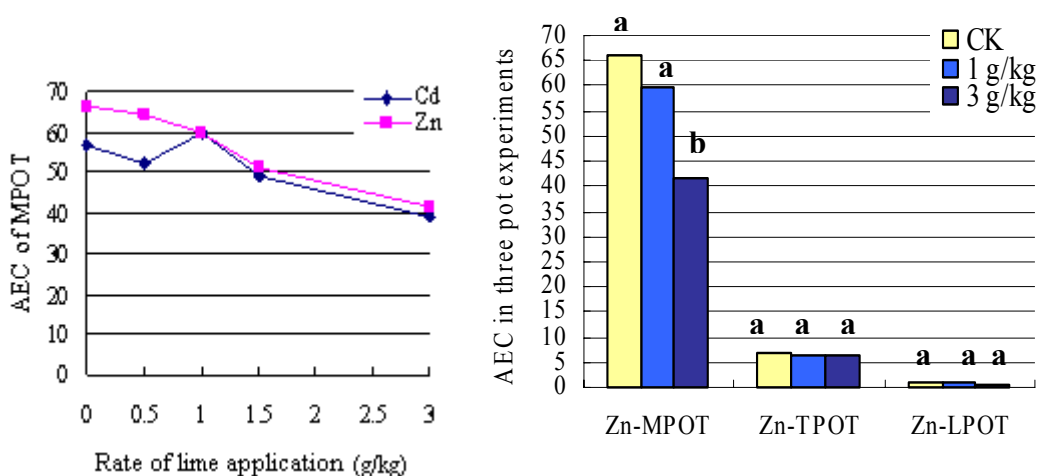 AEC of MPOT
70
60
50
40
30
20
10
0
Cd
Zn
0 0.5 1 1.5 2 2.5 3
Rate of lime application (g/kg)
AEC in three pot experiments
70
65
60
55
50
45
40
35
30
25
20
15
10
5
0
CK
1 g/kg
3 g/kg
a
a
b
a a a
a a a
Zn-MPOT Zn-TPOT Zn-LPOT